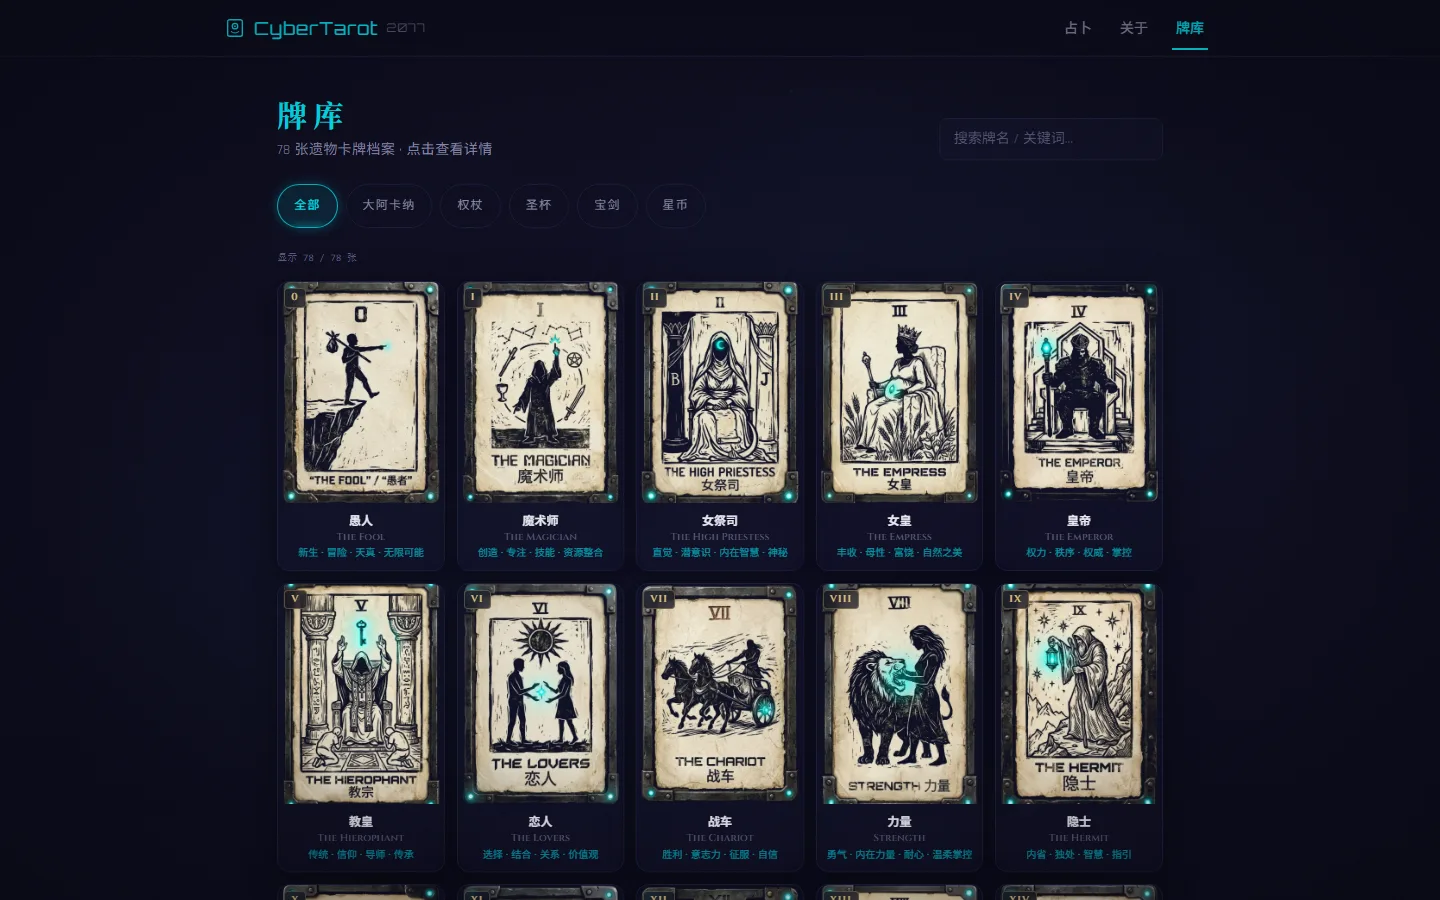 CyberTarot 2077
占卜 关于 牌库
牌库
78 张遗物卡牌档案 · 点击查看详情
搜索牌名 / 关键词...
全部 大阿卡纳 权杖 圣杯 宝剑 星币
显示 78 / 78 张
0
0
"THE FOOL" / "愚者"
愚人
THE FOOL
新生 · 冒险 · 天真 · 无限可能
I
I
THE MAGICIAN
魔术师
魔术师
THE MAGICIAN
创造 · 专注 · 技能 · 资源整合
II
II
B J
THE HIGH PRIESTESS
女祭司
女祭司
THE HIGH PRIESTESS
直觉 · 潜意识 · 内在智慧 · 神秘
III
III
THE EMPRESS
女皇
女皇
THE EMPRESS
丰收 · 母性 · 富饶 · 自然之美
IV
IV
THE EMPEROR
皇帝
皇帝
THE EMPEROR
权力 · 秩序 · 权威 · 掌控
V
V
THE HIEROPHANT
教宗
教皇
THE HIEROPHANT
传统 · 信仰 · 导师 · 传承
VI
VI
THE LOVERS
恋人
恋人
THE LOVERS
选择 · 结合 · 关系 · 价值观
VII
VII
THE CHARIOT
战车
战车
THE CHARIOT
胜利 · 意志力 · 征服 · 自信
VIII
VIII
STRENGTH 力量
力量
STRENGTH
勇气 · 内在力量 · 耐心 · 温柔掌控
IX
IX
THE HERMIT
隐士
隐士
THE HERMIT
内省 · 独处 · 智慧 · 指引
X
XI
XII
XIII
XIV